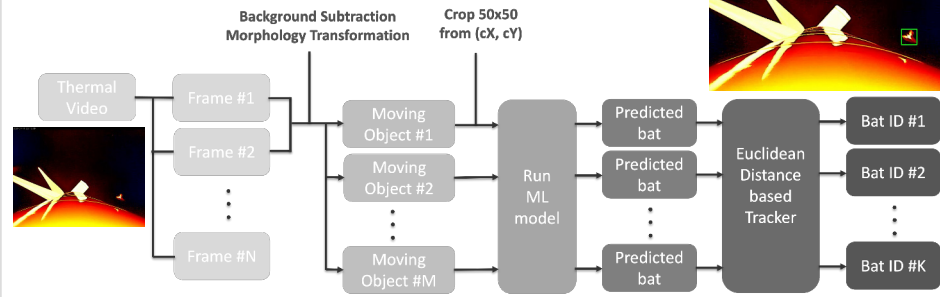 Background Subtraction
Morphology Transformation
Crop 50x50
from (cX, cY)
Thermal
Video
Frame #1
Frame #2
Frame #N
Moving
Object #1
Moving
Object #2
Moving
Object #M
Run
ML
model
Predicted
bat
Predicted
bat
Predicted
bat
Euclidean
Distance
based
Tracker
Bat ID #1
Bat ID #2
Bat ID #K